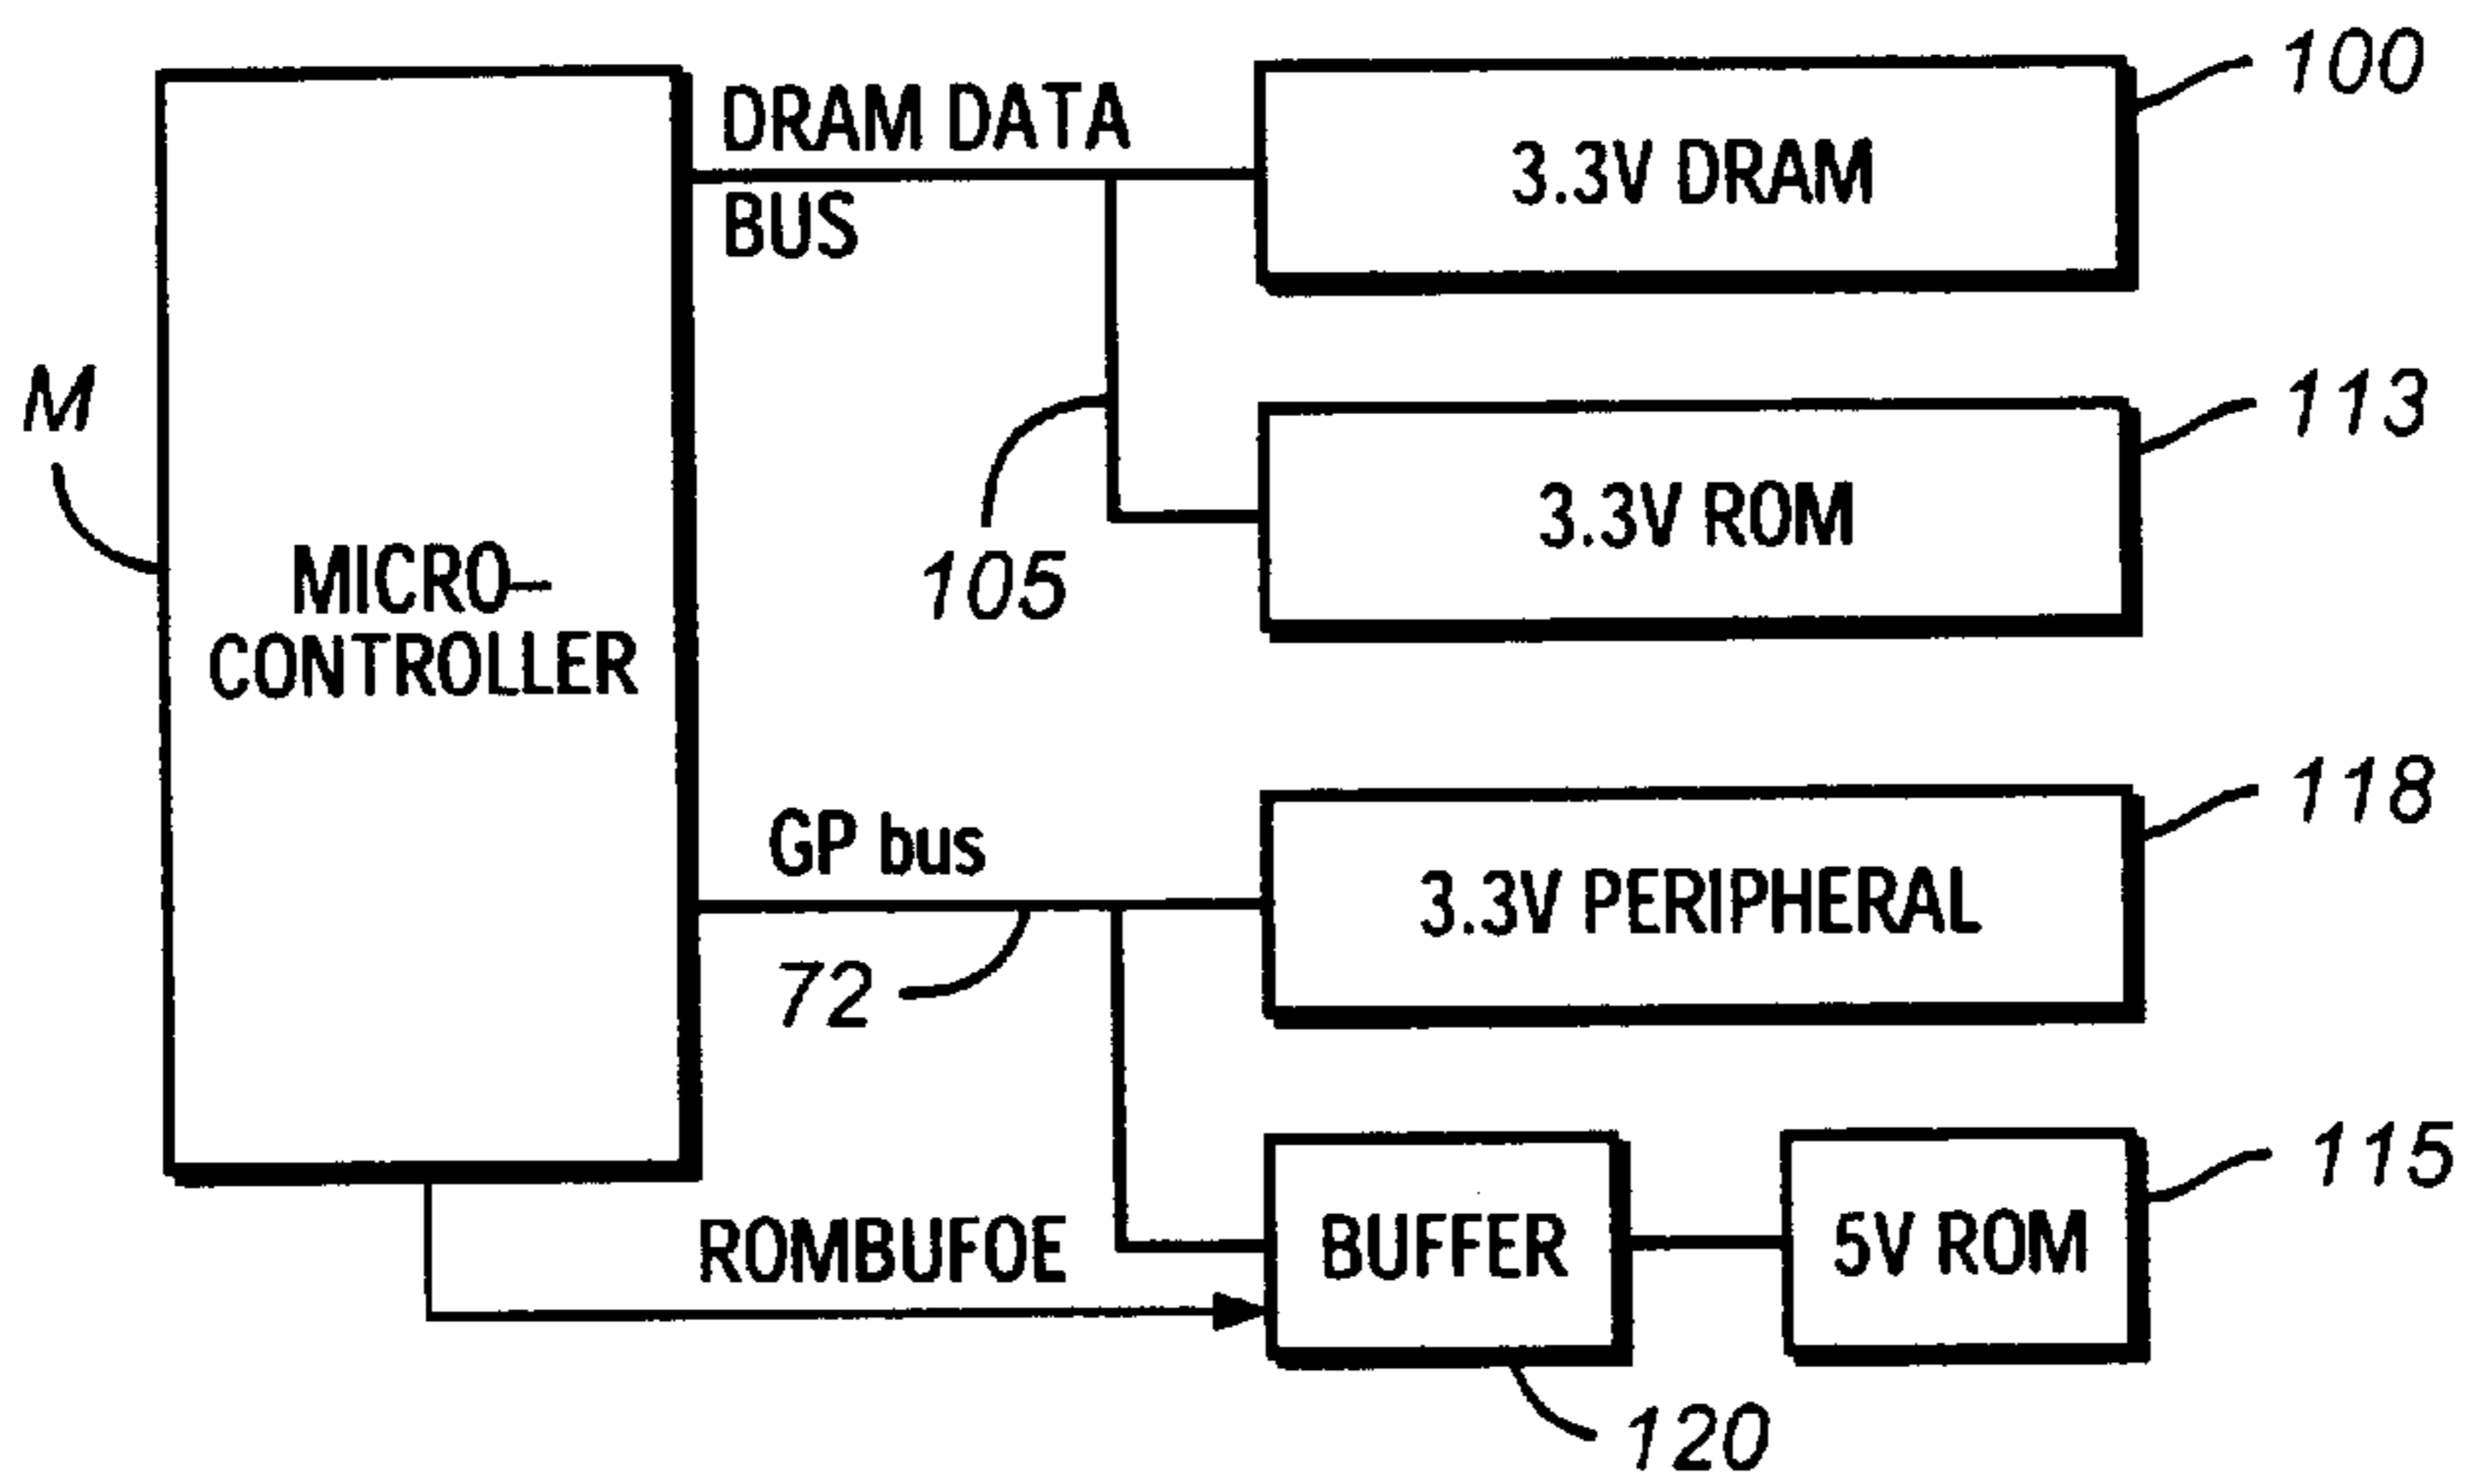 100
DRAM DATA
BUS
3.3V DRAM
M
113
3.3V ROM
105
MICRO-
CONTROLLER
118
GP bus
3.3V PERIPHERAL
72
115
ROMBUFOE
BUFFER
5V ROM
120